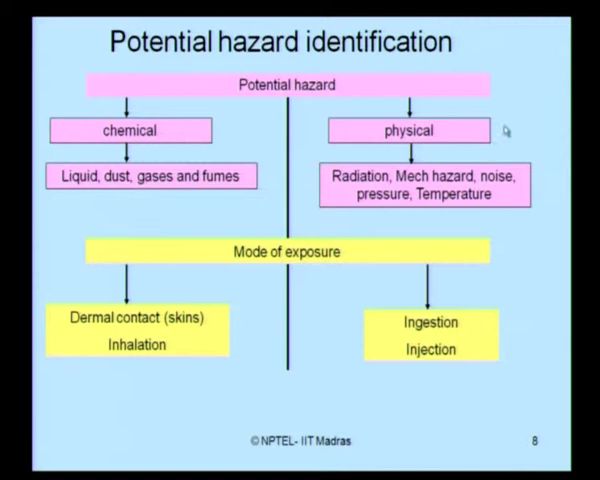 Potential hazard identification
Potential hazard
chemical
physical
Liquid, dust, gases and fumes
Radiation, Mech hazard, noise,
pressure, Temperature
Mode of exposure
Dermal contact (skins)
Inhalation
Ingestion
Injection
© NPTEL- IIT Madras
8